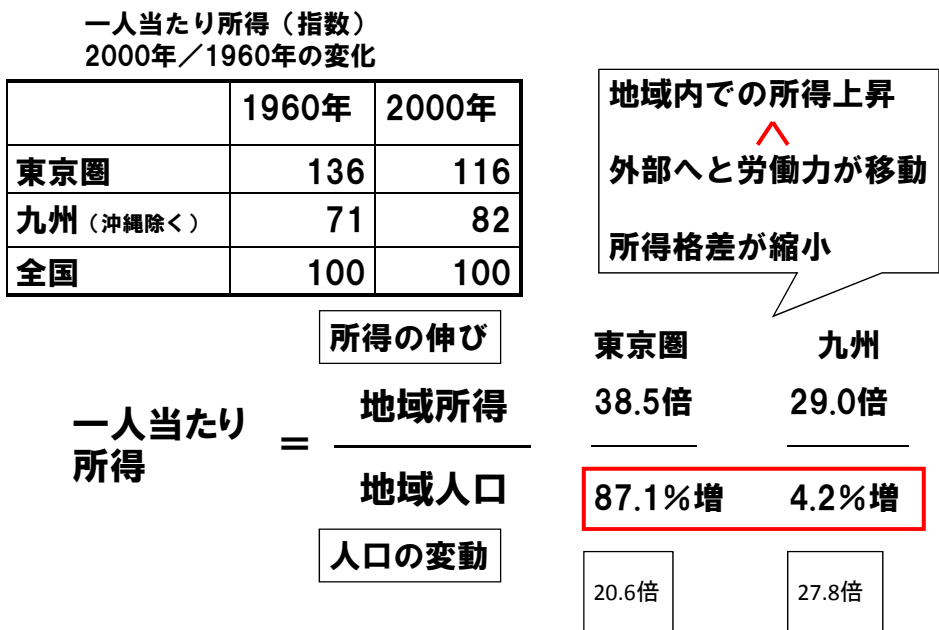 一人当たり所得（指数）
2000年／1960年の変化
1960年 2000年
東京圏 136 116
九州（沖縄除く） 71 82
全国 100 100
地域内での所得上昇
＜
外部へと労働力が移動
所得格差が縮小
所得の伸び
一人当たり
所得
＝
地域所得
地域人口
人口の変動
東京圏 九州
38.5倍 29.0倍
87.1％増 4.2％増
20.6倍 27.8倍